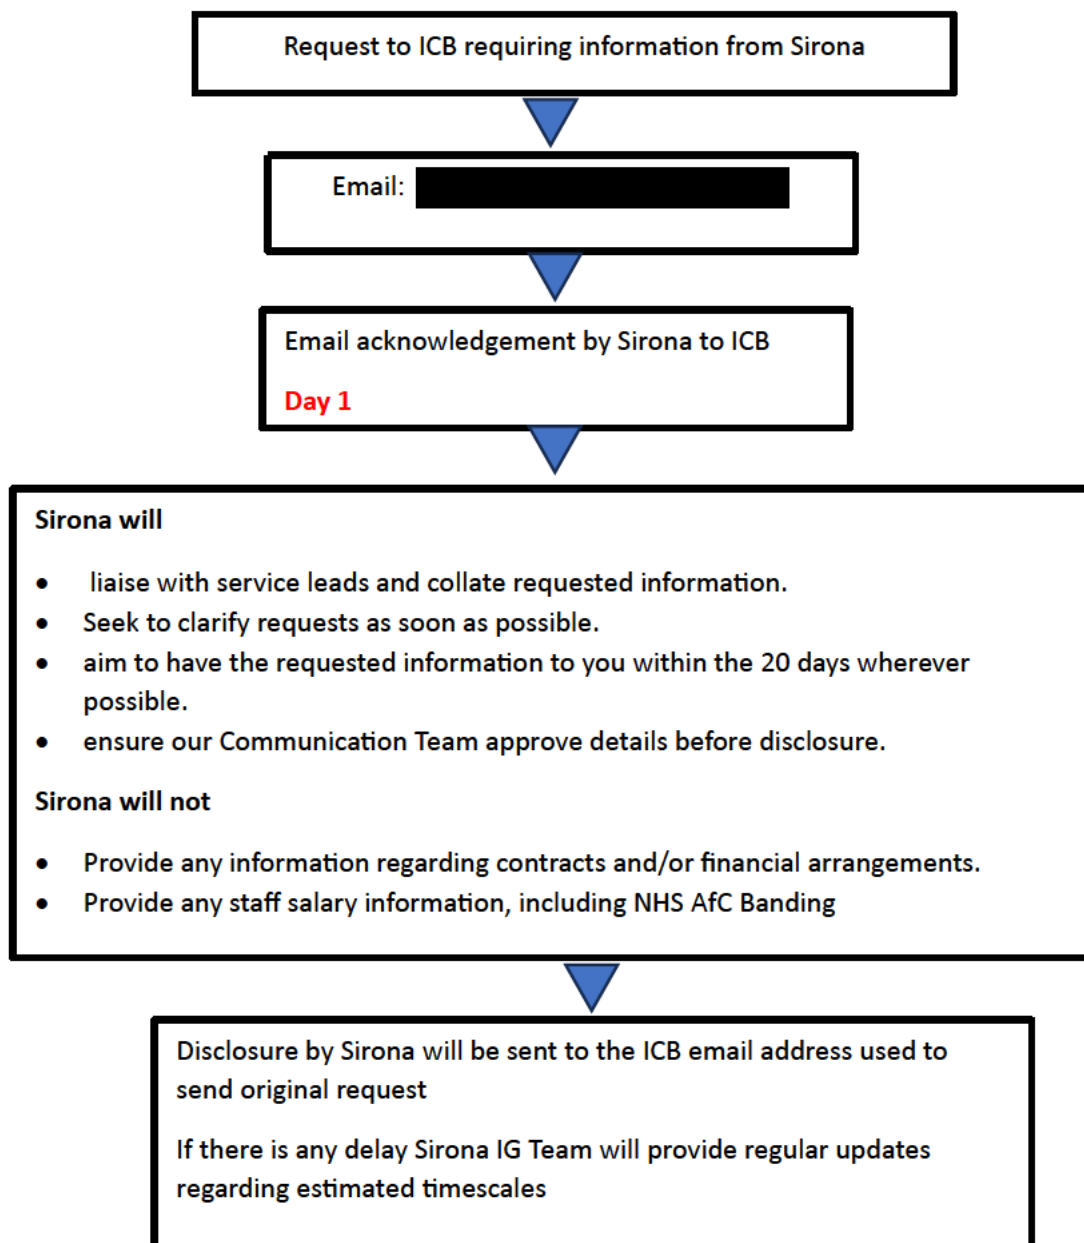 Request to ICB requiring information from Sirona
Email:
Email acknowledgement by Sirona to ICB
Day 1
Sirona will
• liaise with service leads and collate requested information.
• Seek to clarify requests as soon as possible.
• aim to have the requested information to you within the 20 days wherever
possible.
• ensure our Communication Team approve details before disclosure.
Sirona will not
• Provide any information regarding contracts and/or financial arrangements.
• Provide any staff salary information, including NHS AfC Banding
Disclosure by Sirona will be sent to the ICB email address used to
send original request
If there is any delay Sirona IG Team will provide regular updates
regarding estimated timescales